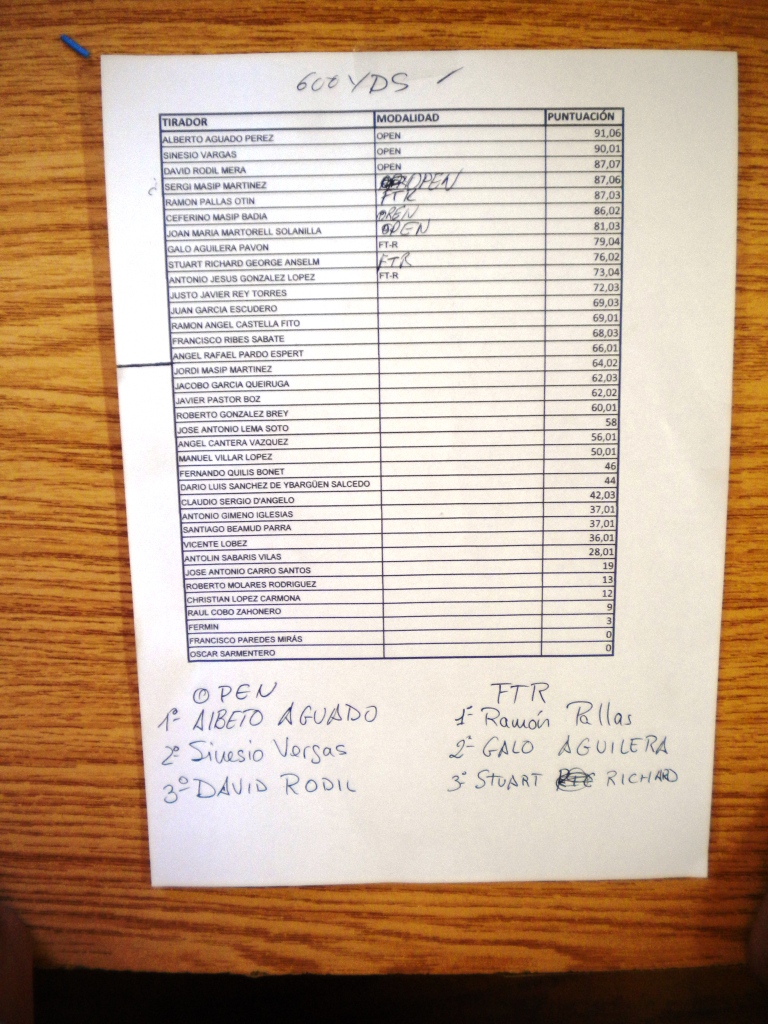 600 YDS
TIRADOR MODALIDAD PUNTUACIÓN
ALBERTO AGUADO PEREZ OPEN 91,06
SINESIO VARGAS OPEN 90,01
DAVID RODIL MERA OPEN 87,07
SERGI MASIP MARTINEZ OPEN 87,06
RAMON PALLAS OTIN FTR 87,03
CEFERINO MASIP BADIA OPEN 86,02
JOAN MARIA MARTORELL SOLANILLA OPEN 81,03
GALO AGUILERA PAVON FT-R 79,04
STUART RICHARD GEORGE ANSELM FTR 76,02
ANTONIO JESUS GONZALEZ LOPEZ FT-R 73,04
JUSTO JAVIER REY TORRES 72,03
JUAN GARCIA ESCUDERO 69,03
RAMON ANGEL CASTELLA FITO 69,01
FRANCISCO RIBES SABATE 68,03
ANGEL RAFAEL PARDO ESPERT 66,01
JORDI MASIP MARTINEZ 64,02
JACOBO GARCIA QUEIRUGA 62,03
JAVIER PASTOR BOZ 62,02
ROBERTO GONZALEZ BREY 60,01
JOSE ANTONIO LEMA SOTO 58
ANGEL CANTERA VAZQUEZ 56,01
MANUEL VILLAR LOPEZ 50,01
FERNANDO QUILIS BONET 46
DARIO LUIS SANCHEZ DE YBARGÜEN SALCEDO 44
CLAUDIO SERGIO D'ANGELO 42,03
ANTONIO GIMENO IGLESIAS 37,01
SANTIAGO BEAMUD PARRA 37,01
VICENTE LOBEZ 36,01
ANTOLIN SABARIS VILAS 28,01
JOSE ANTONIO CARRO SANTOS 19
ROBERTO MOLARES RODRIGUEZ 13
CHRISTIAN LOPEZ CARMONA 12
RAUL COBO ZAHONERO 9
FERMIN 3
FRANCISCO PAREDES MIRÁS 0
OSCAR SARMENTERO 0
OPEN FTR
1º AlBETO AGUADO 1º Ramón Pallas
2º Sinesio Vergas 2º GALO AGUILERA
3º DAVID RODIL 3º STUART RICHARD